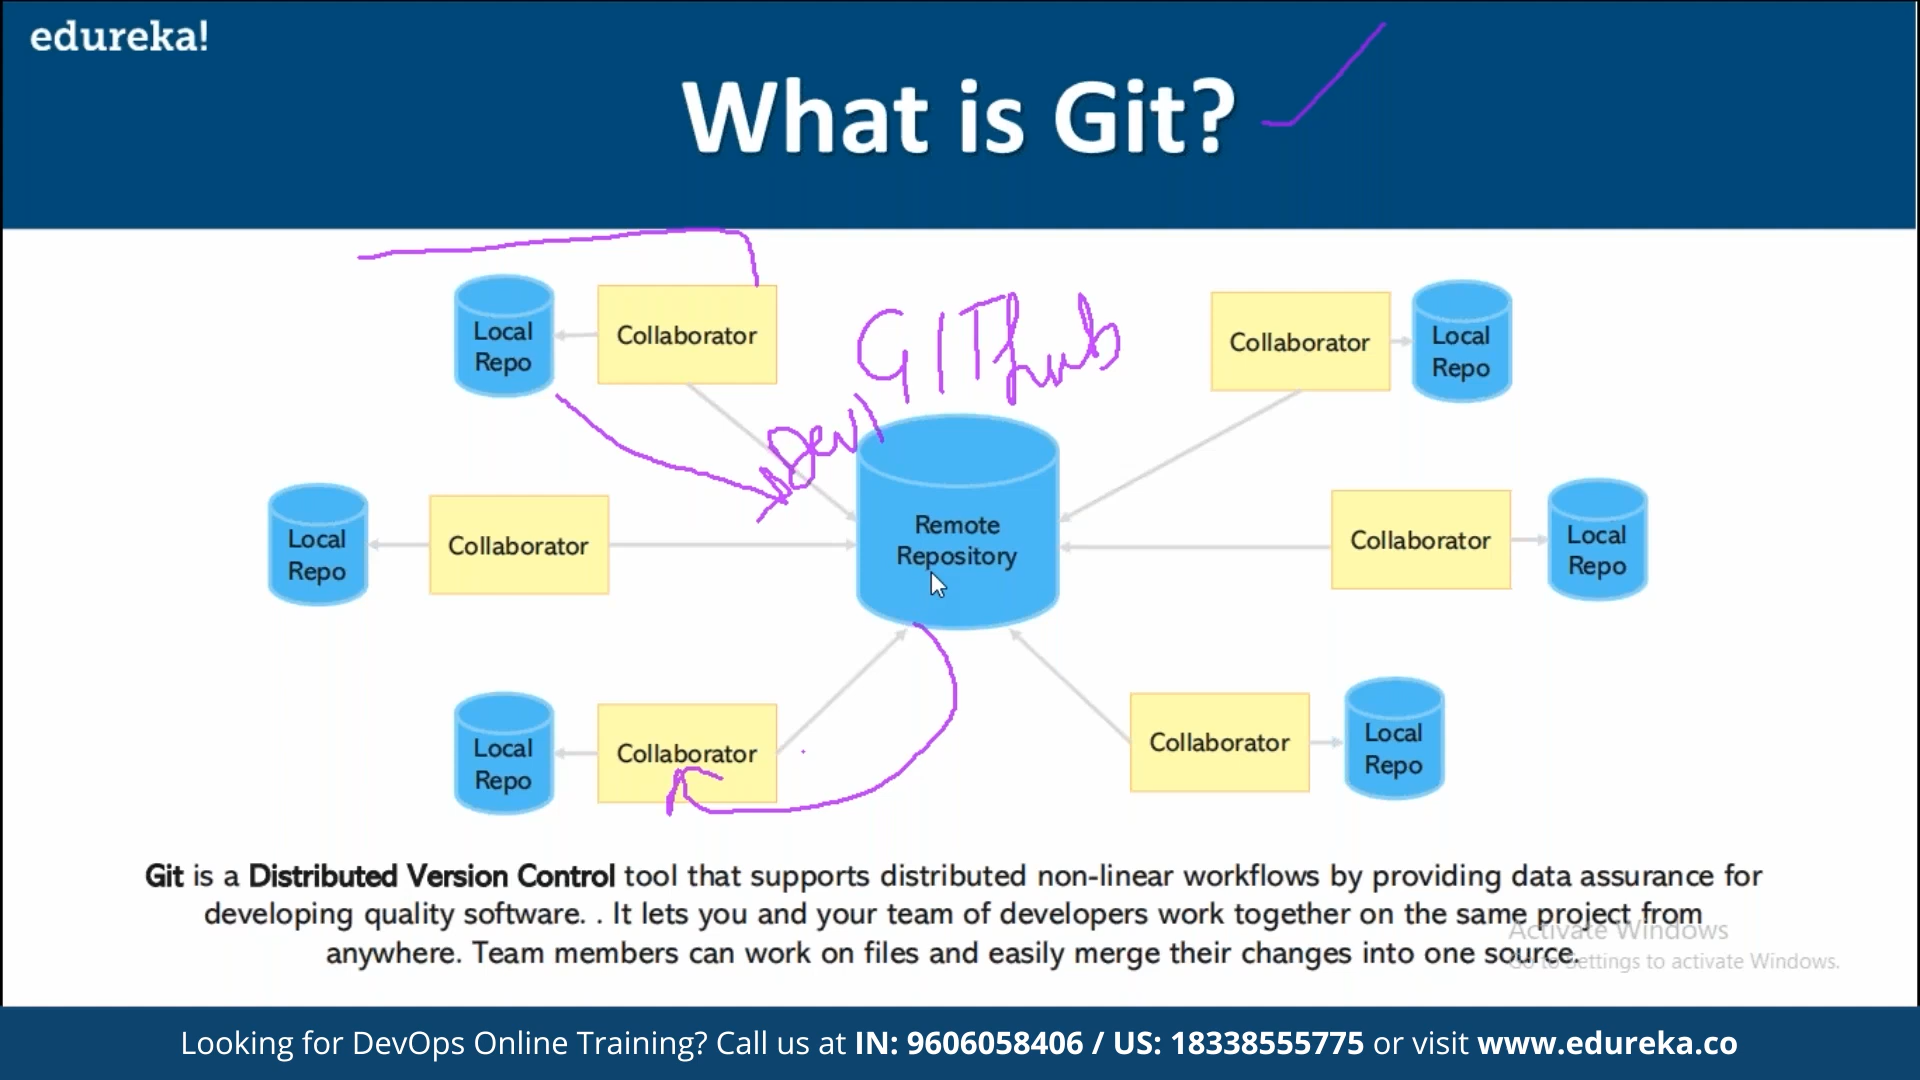 edureka!
What is Git?
Local
Repo
Collaborator
GIThub
Collaborator
Local
Repo
Dev1
Remote
Repository
Local
Repo
Collaborator
Collaborator
Local
Repo
Local
Repo
Collaborator
Collaborator
Local
Repo
Git is a Distributed Version Control tool that supports distributed non-linear workflows by providing data assurance for
developing quality software. . It lets you and your team of developers work together on the same project from
anywhere. Team members can work on files and easily merge their changes into one source.
Activate Windows
Go to Settings to activate Windows.
Looking for DevOps Online Training? Call us at IN: 9606058406 / US: 18338555775 or visit www.edureka.co